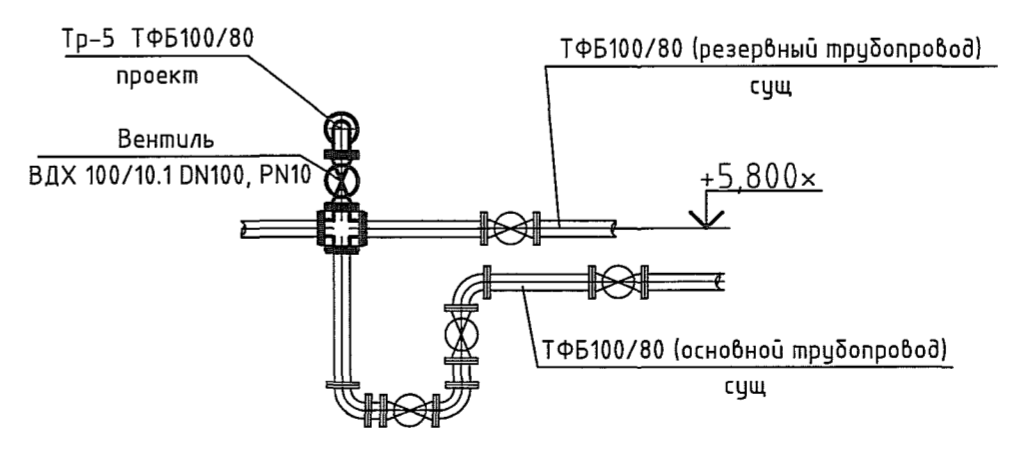 Тр-5 ТФБ100/80
проект
ТФБ100/80 (резервный трубопровод)
сущ
Вентиль
ВДХ 100/10.1 DN100, PN10
+5,800×
ТФБ100/80 (основной трубопровод)
сущ